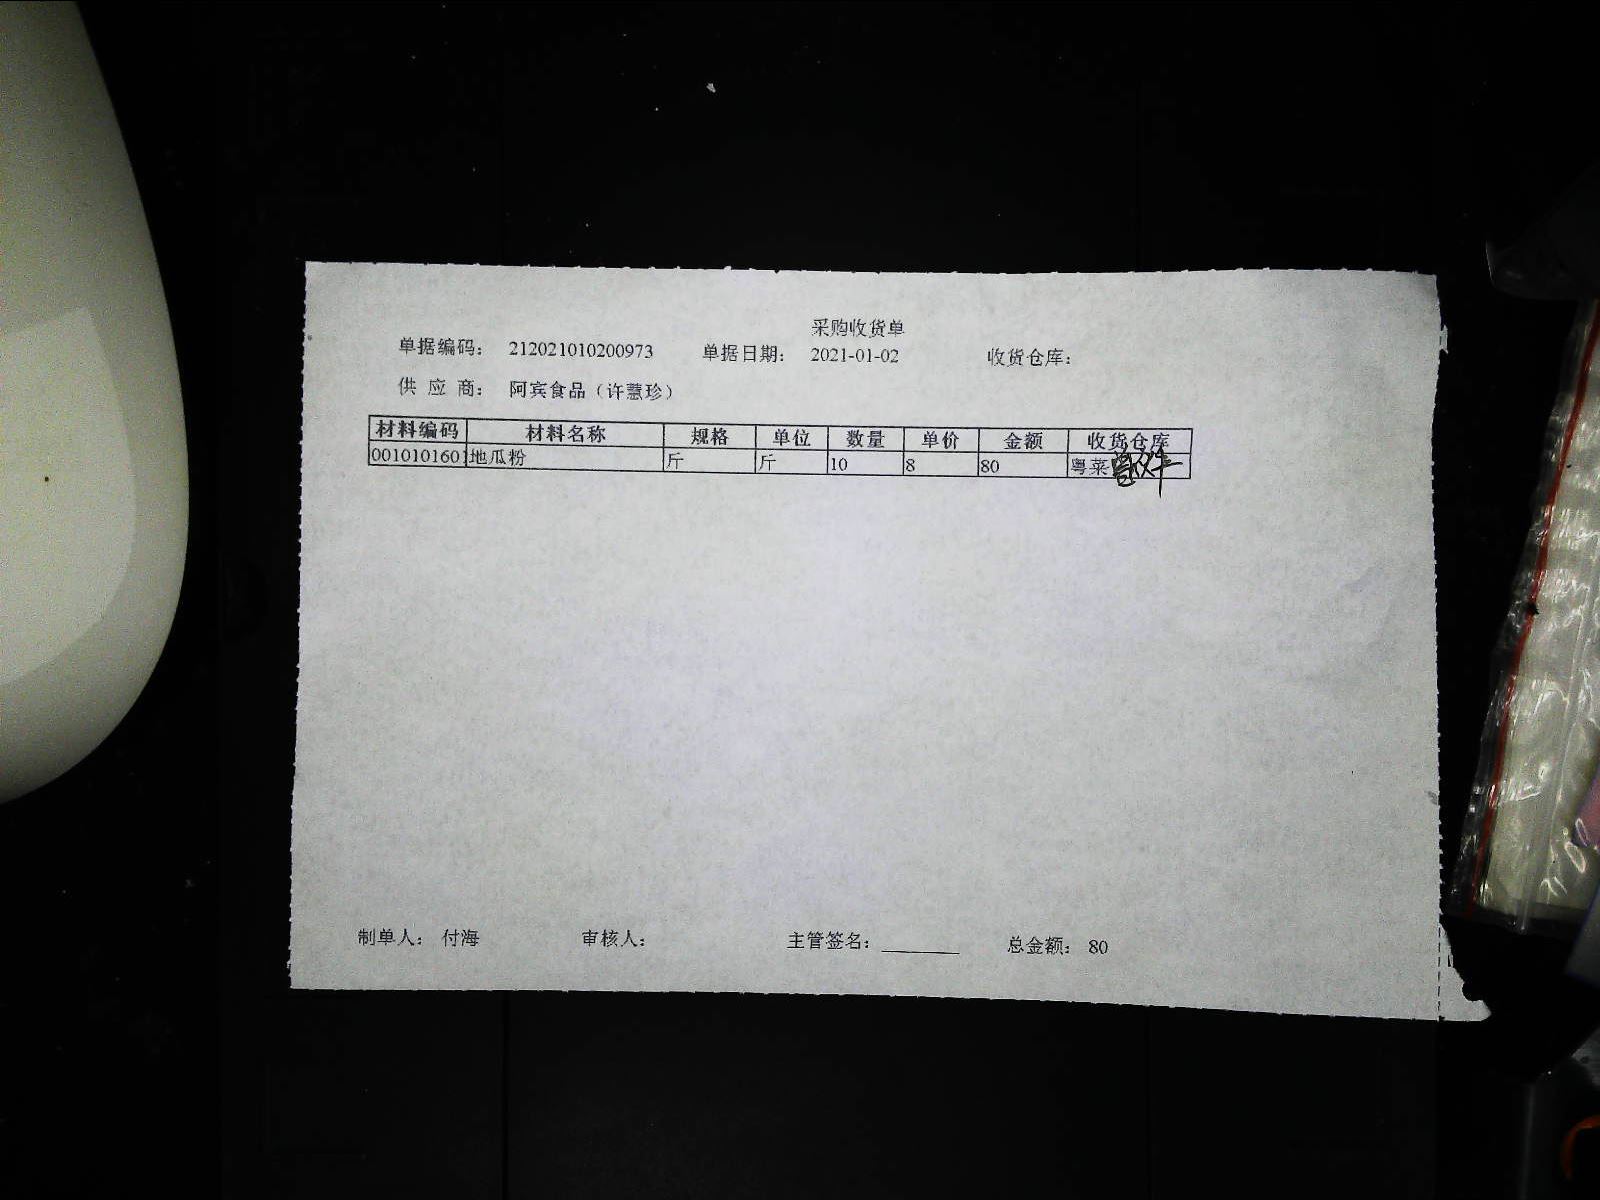 采购收货单
单据编码： 212021010200973 单据日期： 2021-01-02 收货仓库：
供 应 商： 阿宾食品（许慧珍）
材料编码 材料名称 规格 单位 数量 单价 金额 收货仓库
0010101601 地瓜粉 斤 斤 10 8 80 粤菜
制单人： 付海 审核人： 主管签名： 总金额： 80